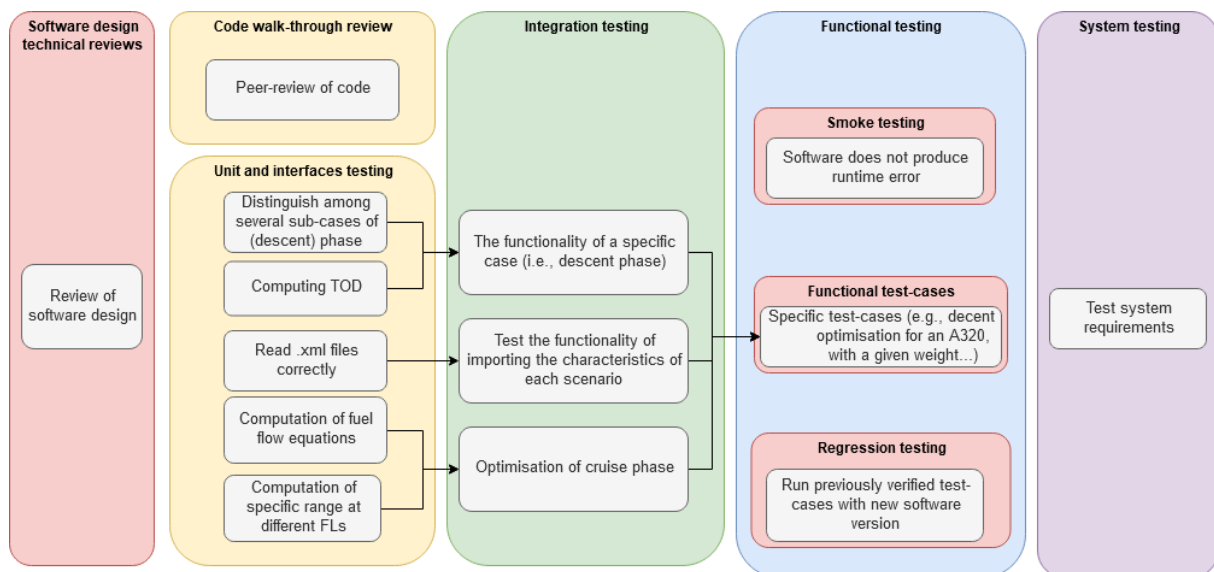 Software design
technical reviews
Review of
software design
Code walk-through review
Peer-review of code
Unit and interfaces testing
Distinguish among
several sub-cases of
(descent) phase
Computing TOD
Read .xml files
correctly
Computation of fuel
flow equations
Computation of
specific range at
different FLs
Integration testing
The functionality of a specific
case (i.e., descent phase)
Test the functionality of
importing the characteristics of
each scenario
Optimisation of cruise phase
Functional testing
Smoke testing
Software does not produce
runtime error
Functional test-cases
Specific test-cases (e.g., decent
optimisation for an A320,
with a given weight...)
Regression testing
Run previously verified test-
cases with new software
version
System testing
Test system
requirements